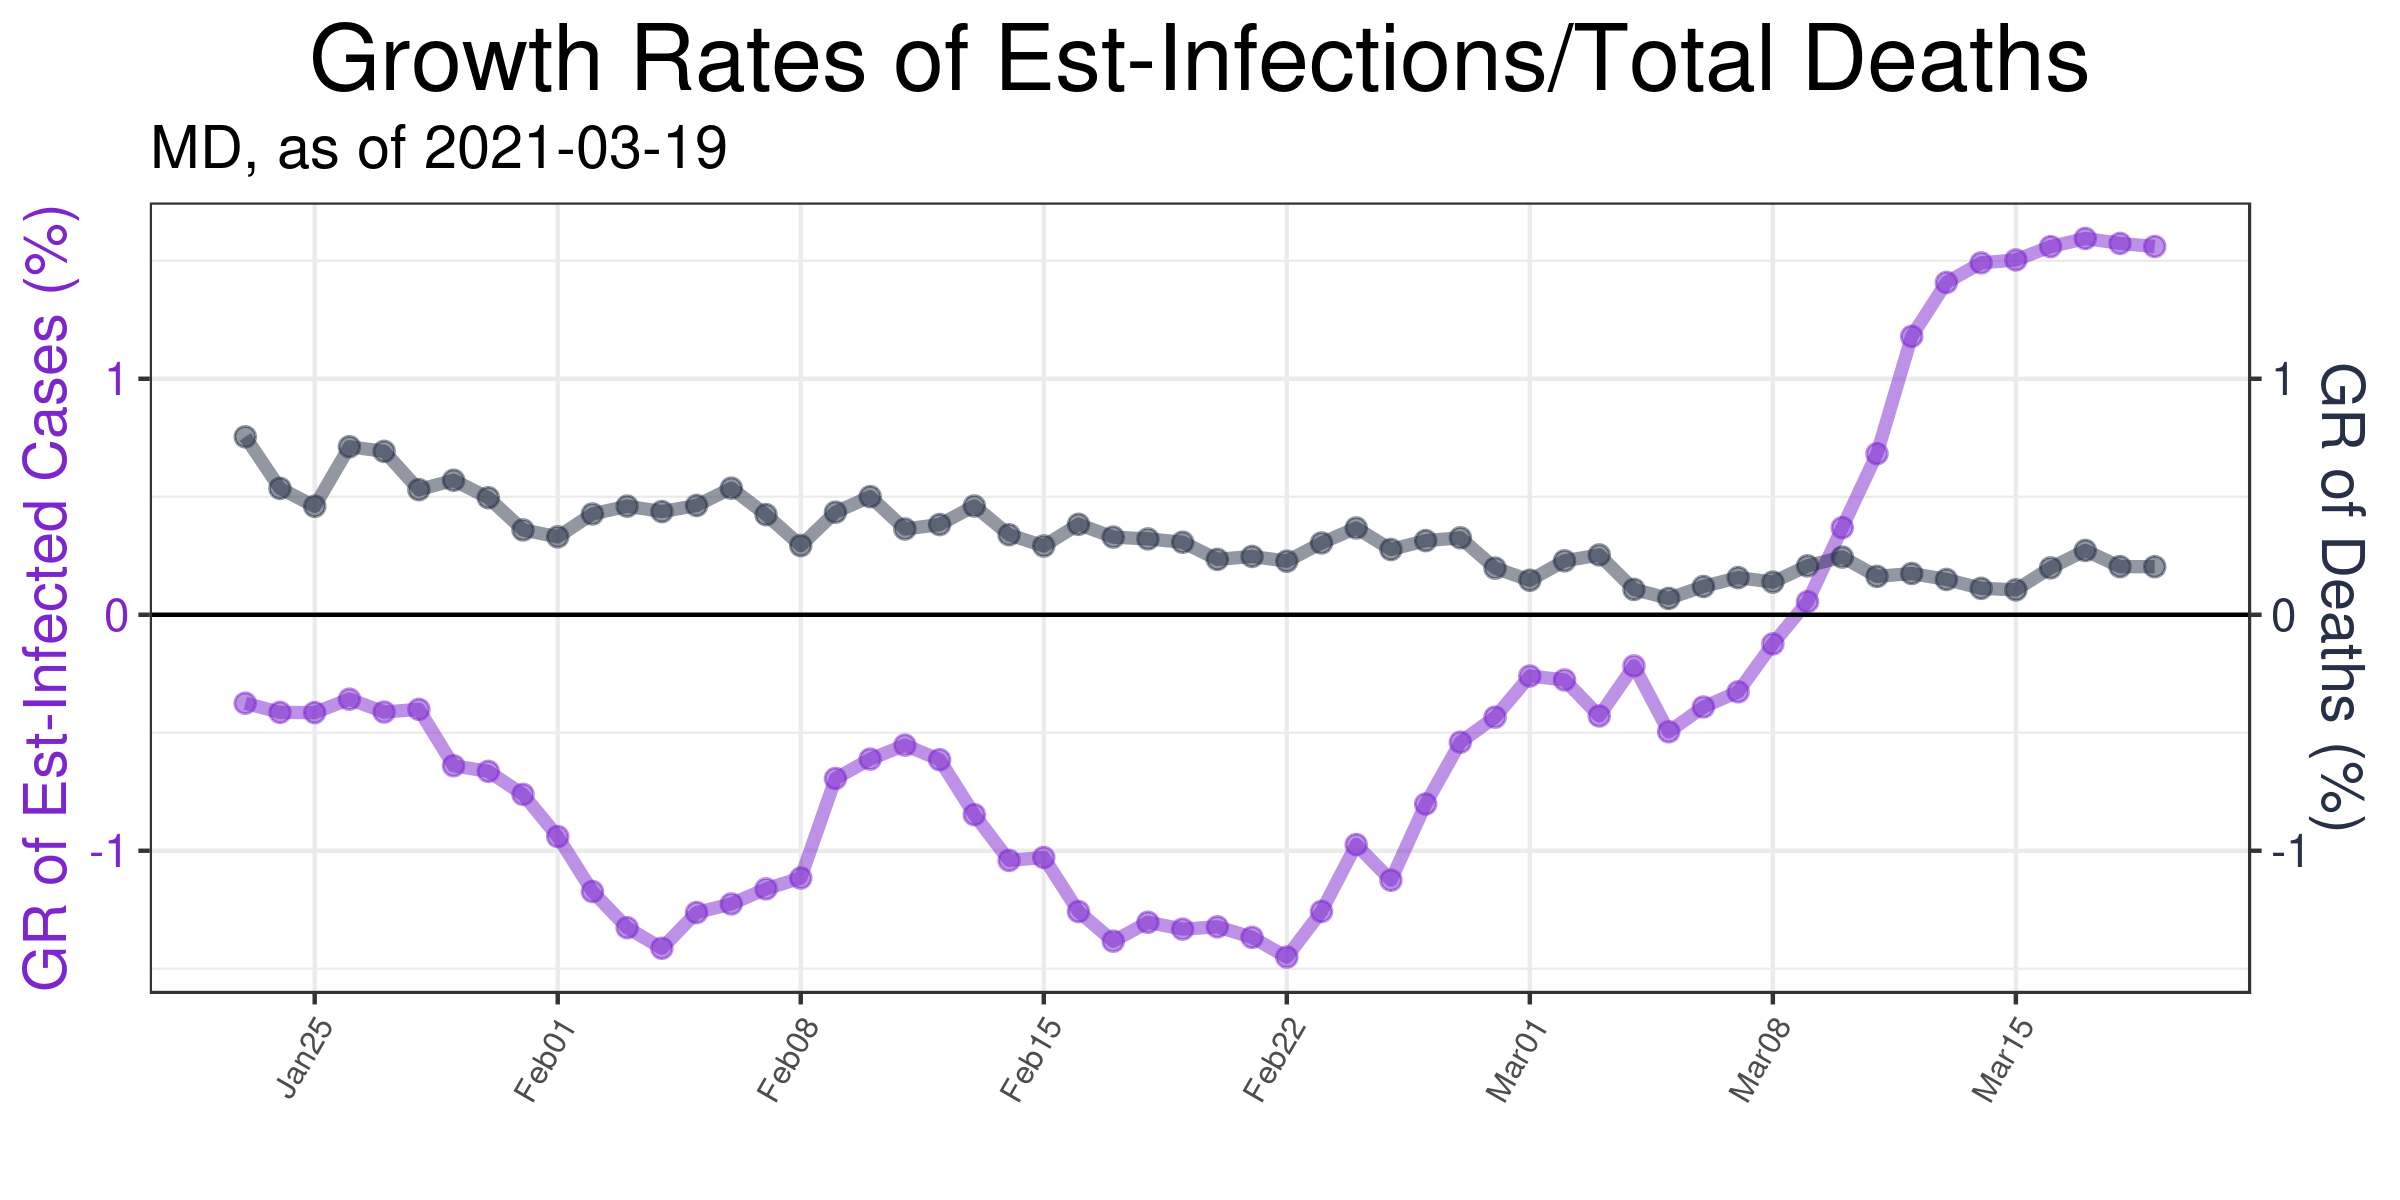 Growth Rates of Est-Infections/Total Deaths
MD, as of 2021-03-19
GR of Est-Infected Cases (%)
1
0
-1
1
0
-1
GR of Deaths (%)
Jan25
Feb01
Feb08
Feb15
Feb22
Mar01
Mar08
Mar15